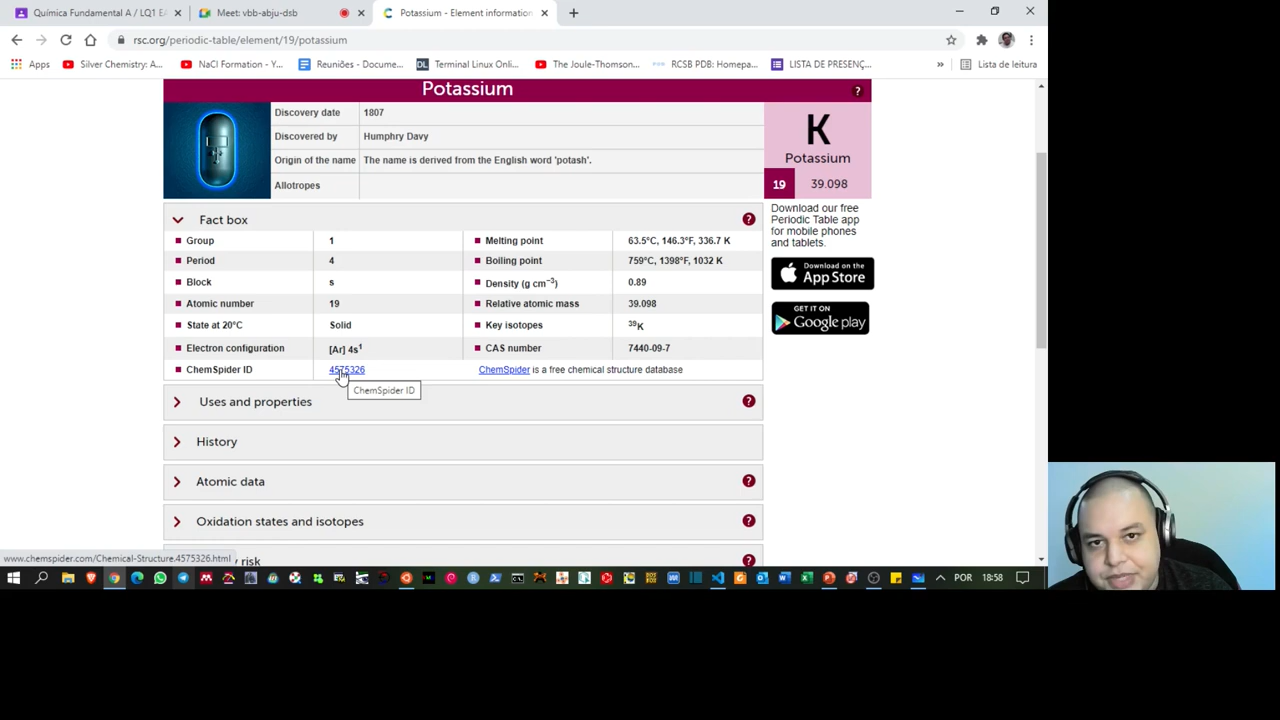 Química Fundamental A / LQ1 EA
Meet: vbb-abju-dsb
Potassium - Element information
rsc.org/periodic-table/element/19/potassium
Apps
Silver Chemistry: A...
NaCl Formation - Y...
Reuniões - Docume...
Terminal Linux Onli...
The Joule-Thomson...
RCSB PDB: Homepa...
LISTA DE PRESENÇ...
»
Lista de leitura
Potassium
?
Discovery date
1807
Discovered by
Humphry Davy
Origin of the name
The name is derived from the English word 'potash'.
Allotropes
K
Potassium
19
39.098
Download our free
Periodic Table app
for mobile phones
and tablets.
Download on the
App Store
GET IT ON
Google play
Fact box
?
Group
1
Melting point
63.5°C, 146.3°F, 336.7 K
Period
4
Boiling point
759°C, 1398°F, 1032 K
Block
s
Density (g cm⁻³)
0.89
Atomic number
19
Relative atomic mass
39.098
State at 20°C
Solid
Key isotopes
³⁹K
Electron configuration
[Ar] 4s¹
CAS number
7440-09-7
ChemSpider ID
4575326
ChemSpider is a free chemical structure database
ChemSpider ID
Uses and properties
?
History
Atomic data
?
Oxidation states and isotopes
?
risk
?
www.chemspider.com/Chemical-Structure.4575326.html
POR
18:58